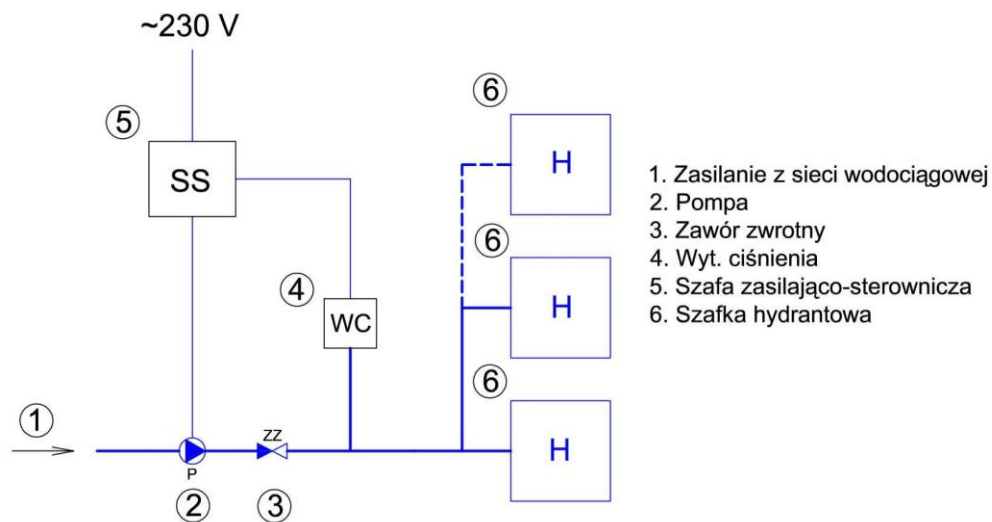 ~230 V
5
SS
4
WC
1
P
2
ZZ
3
6
H
6
H
6
H
1. Zasilanie z sieci wodociągowej
2. Pompa
3. Zawór zwrotny
4. Wyt. ciśnienia
5. Szafa zasilająco-sterownicza
6. Szafka hydrantowa